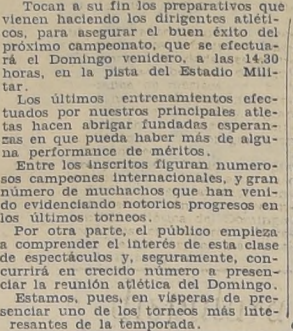 Tocan a su fin los preparativos que
vienen haciendo los dirigentes atléti-
cos, para asegurar el buen éxito del
próximo campeonato, que se efectua-
rá el Domingo venidero, a las 14.30
horas, en la pista del Estadio Mili-
tar.
Los últimos entrenamientos efec-
tuados por nuestros principales atle-
tas hacen abrigar fundadas esperan-
zas en que pueda haber más de algu-
na performance de méritos.
Entre los inscritos figuran numero-
sos campeones internacionales, y gran
número de muchachos que han veni-
do evidenciando notorios progresos en
los últimos torneos.
Por otra parte, el público empieza
a comprender el interés de esta clase
de espectáculos y, seguramente, con-
currirá en crecido número a presen-
ciar la reunión atlética del Domingo.
Estamos, pues, en vísperas de pre-
senciar uno de los torneos más inte-
resantes de la temporada.